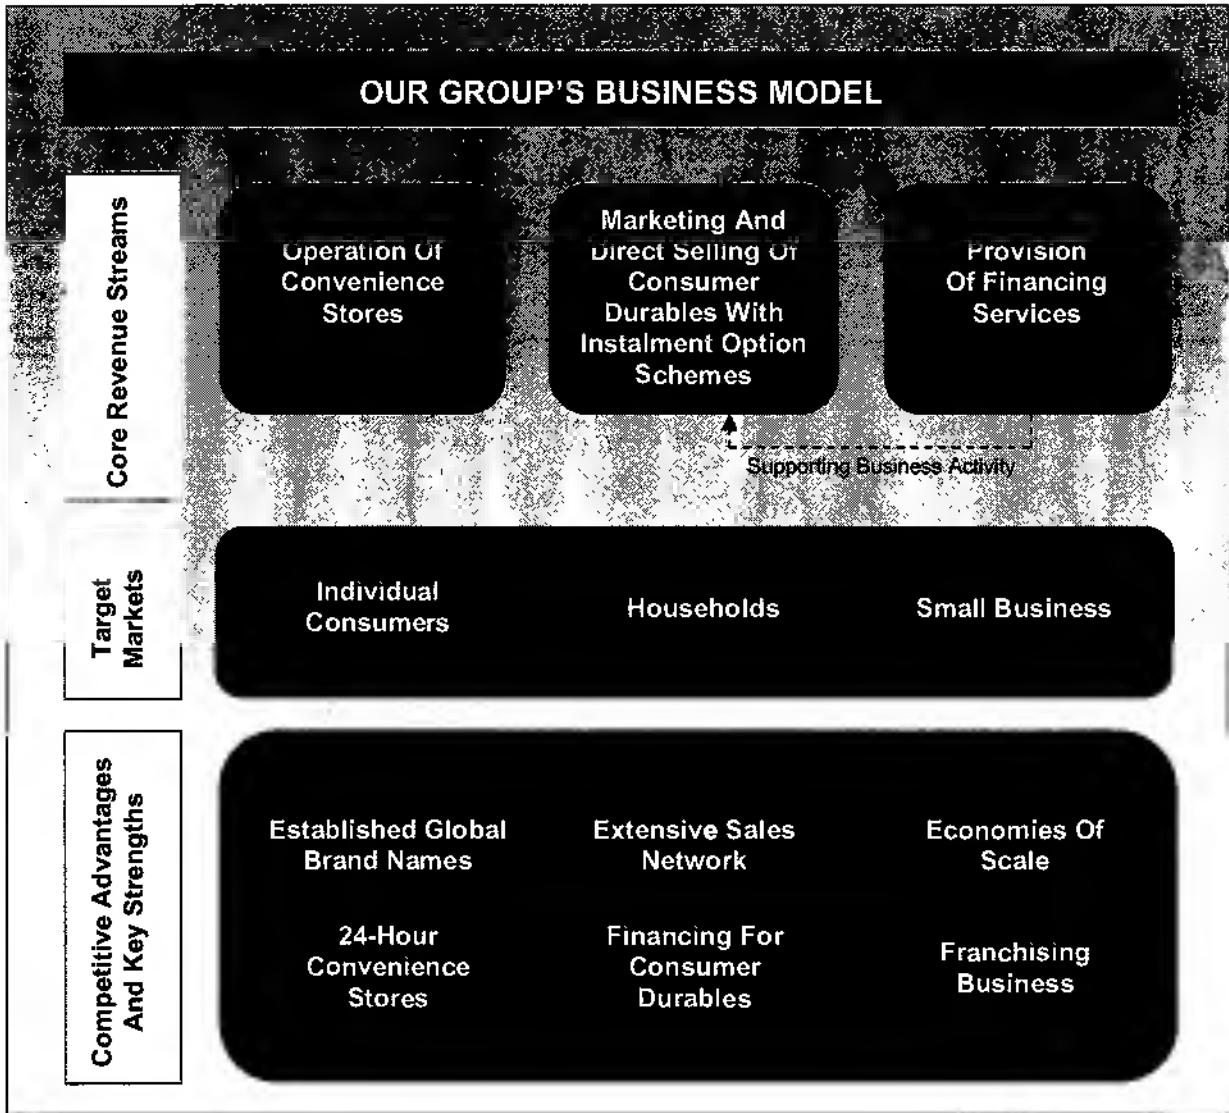 OUR GROUP'S BUSINESS MODEL
Core Revenue Streams
Operation Of
Convenience
Stores
Marketing And
Direct Selling Of
Consumer
Durables With
Instalment Option
Schemes
Provision
Of Financing
Services
Supporting Business Activity
Target
Markets
Individual
Consumers
Households
Small Business
Competitive Advantages
And Key Strengths
Established Global
Brand Names
Extensive Sales
Network
Economies Of
Scale
24-Hour
Convenience
Stores
Financing For
Consumer
Durables
Franchising
Business